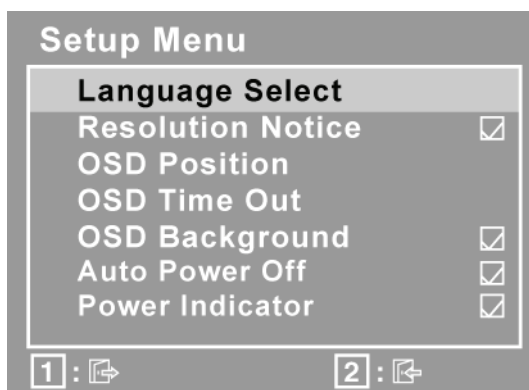 Setup Menu
Language Select
Resolution Notice
OSD Position
OSD Time Out
OSD Background
Auto Power Off
Power Indicator
1 : 2 :